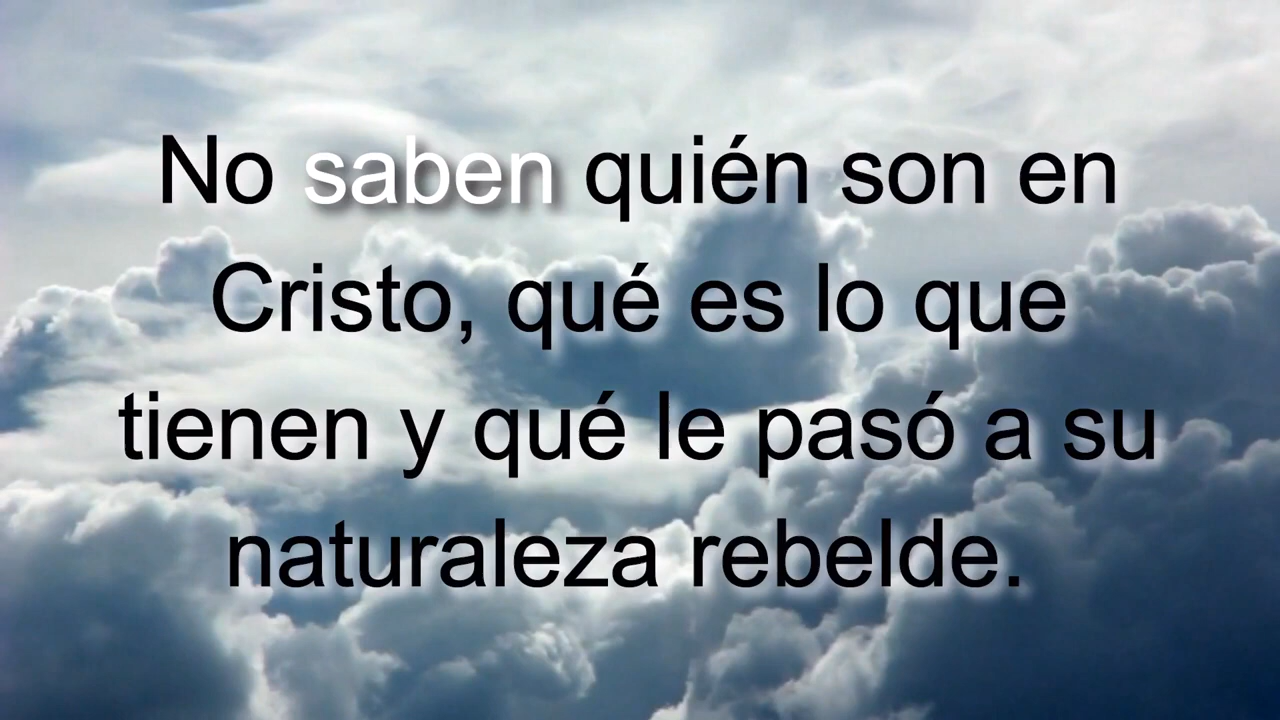 No saben quién son en
Cristo, qué es lo que
tienen y qué le pasó a su
naturaleza rebelde.